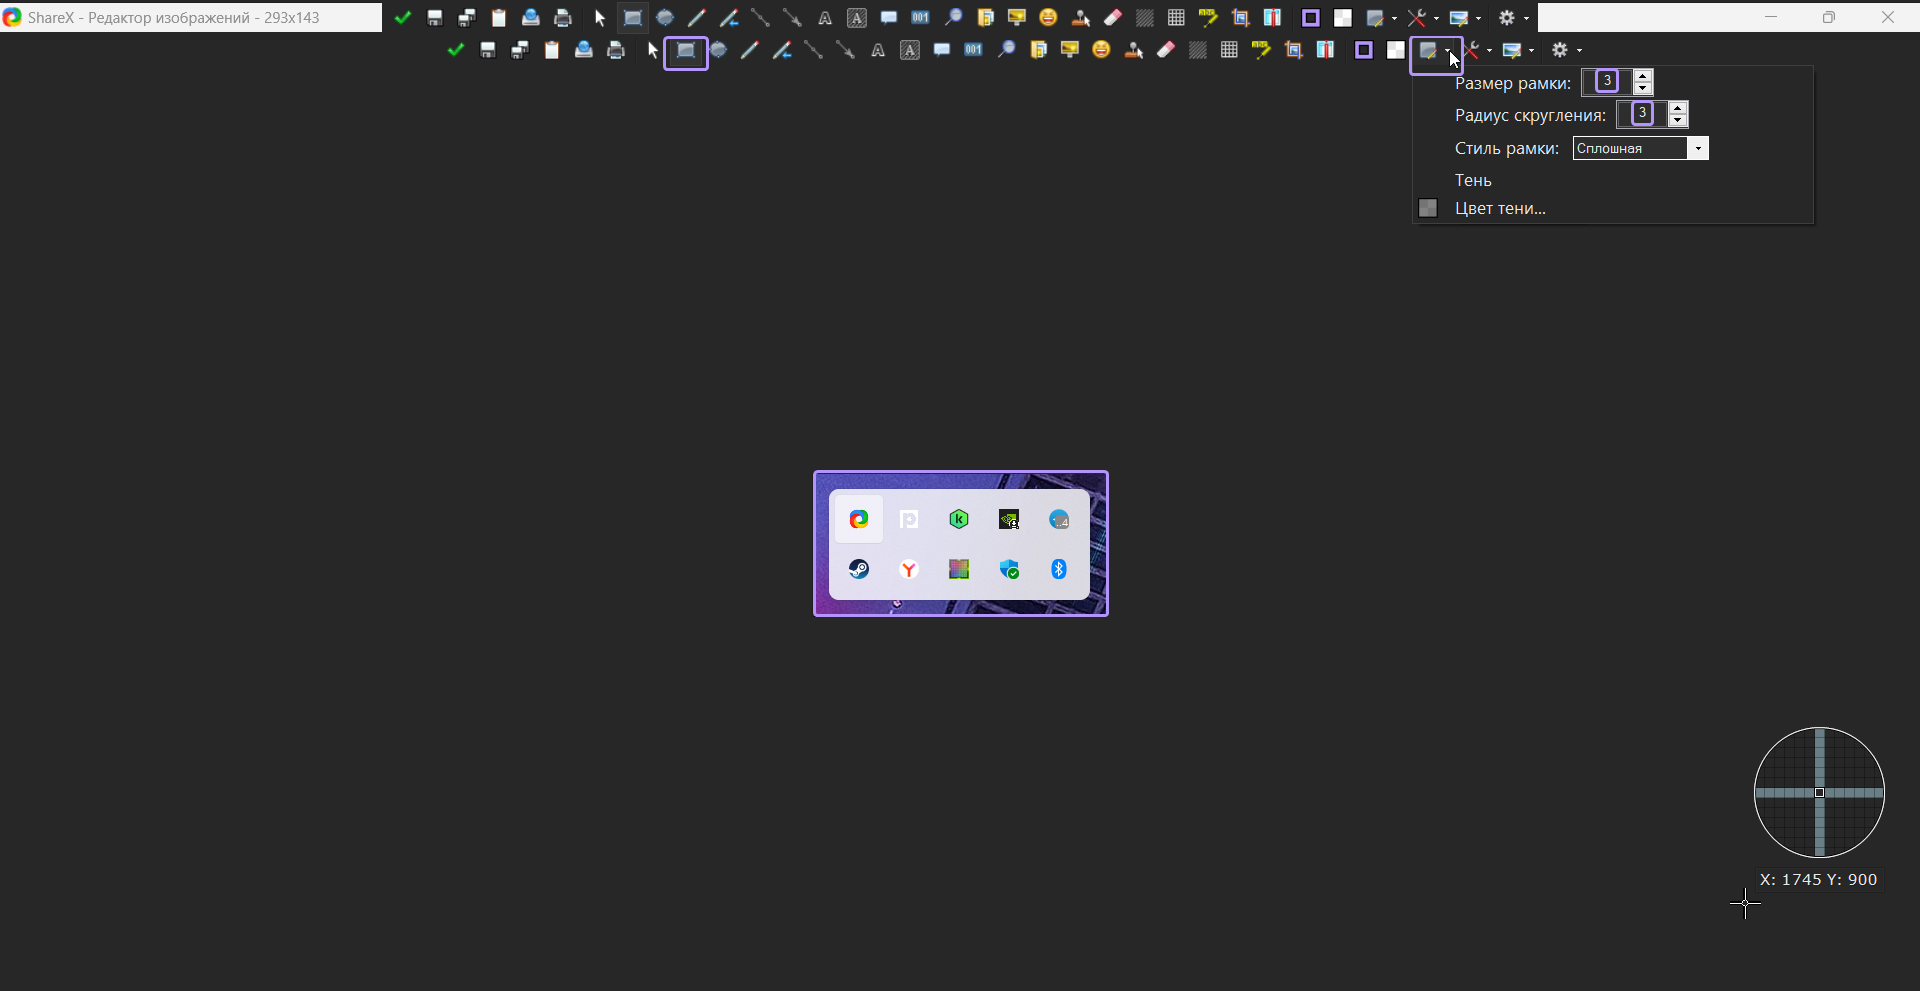 ShareX - Редактор изображений - 293x143
Размер рамки: 3
Радиус скругления: 3
Стиль рамки: Сплошная
Тень
Цвет тени...
X: 1745 Y: 900